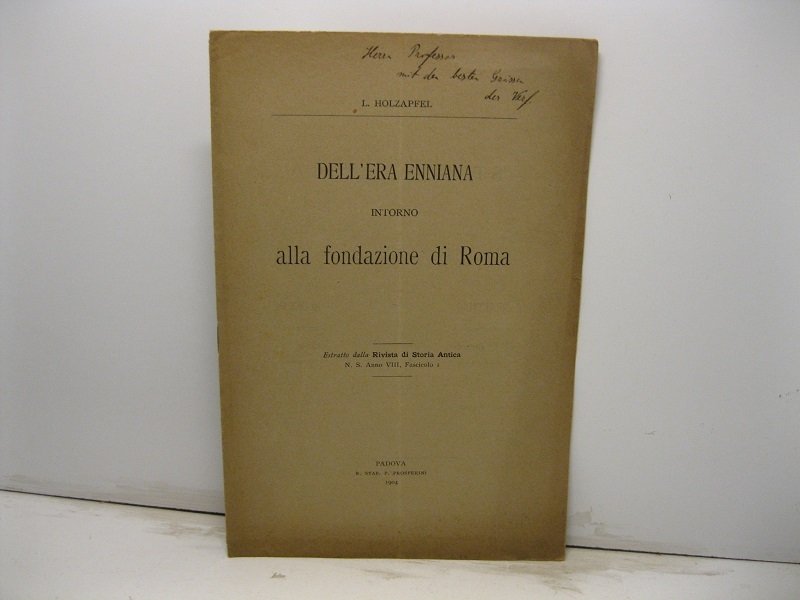 Herrn Professor
mit den besten Grüssen
der Verf
L. HOLZAPFEL
DELL'ERA ENNIANA
INTORNO
alla fondazione di Roma
Estratto dalla Rivista di Storia Antica
N. S. Anno VIII, Fascicolo 1
PADOVA
R. STAB. P. PROSPERINI
1904